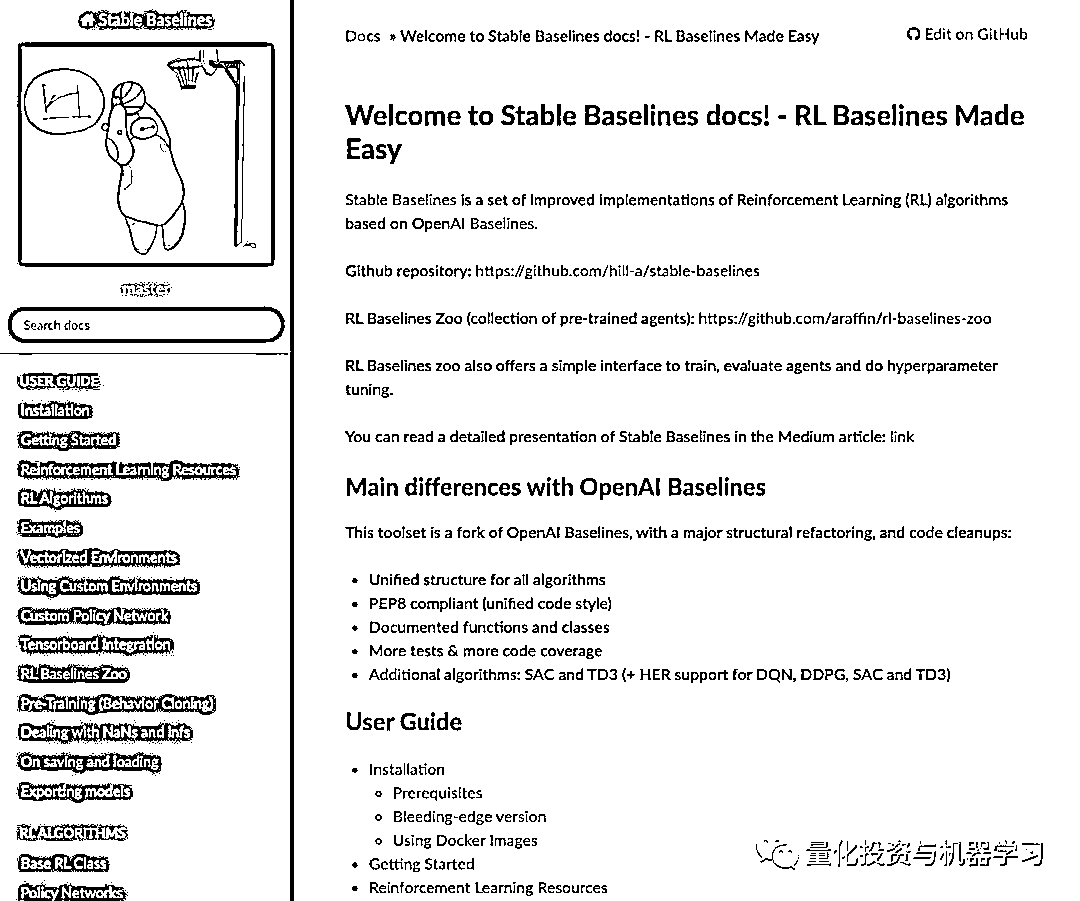 Stable Baselines
master
Search docs
USER GUIDE
Installation
Getting Started
Reinforcement Learning Resources
RL Algorithms
Examples
Vectorized Environments
Using Custom Environments
Custom Policy Network
Tensorboard Integration
RL Baselines Zoo
Pre-Training (Behavior Cloning)
Dealing with NaNs and infs
On saving and loading
Exporting models
RL ALGORITHMS
Base RL Class
Policy Networks
Docs » Welcome to Stable Baselines docs! - RL Baselines Made Easy
Edit on GitHub
Welcome to Stable Baselines docs! - RL Baselines Made
Easy
Stable Baselines is a set of improved implementations of Reinforcement Learning (RL) algorithms
based on OpenAI Baselines.
Github repository: https://github.com/hill-a/stable-baselines
RL Baselines Zoo (collection of pre-trained agents): https://github.com/araffin/rl-baselines-zoo
RL Baselines zoo also offers a simple interface to train, evaluate agents and do hyperparameter
tuning.
You can read a detailed presentation of Stable Baselines in the Medium article: link
Main differences with OpenAI Baselines
This toolset is a fork of OpenAI Baselines, with a major structural refactoring, and code cleanups:
• Unified structure for all algorithms
• PEP8 compliant (unified code style)
• Documented functions and classes
• More tests & more code coverage
• Additional algorithms: SAC and TD3 (+ HER support for DQN, DDPG, SAC and TD3)
User Guide
• Installation
◦ Prerequisites
◦ Bleeding-edge version
◦ Using Docker Images
• Getting Started
• Reinforcement Learning Resources
量化投资与机器学习